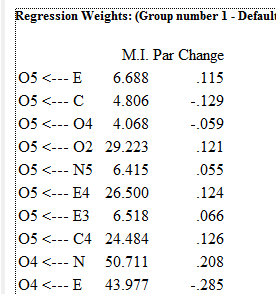 Regression Weights: (Group number 1 - Defaul
M.I. Par Change
O5 <--- E 6.688 .115
O5 <--- C 4.806 -.129
O5 <--- O4 4.068 -.059
O5 <--- O2 29.223 .121
O5 <--- N5 6.415 .055
O5 <--- E4 26.500 .124
O5 <--- E3 6.518 .066
O5 <--- C4 24.484 .126
O4 <--- N 50.711 .208
O4 <--- E 43.977 -.285